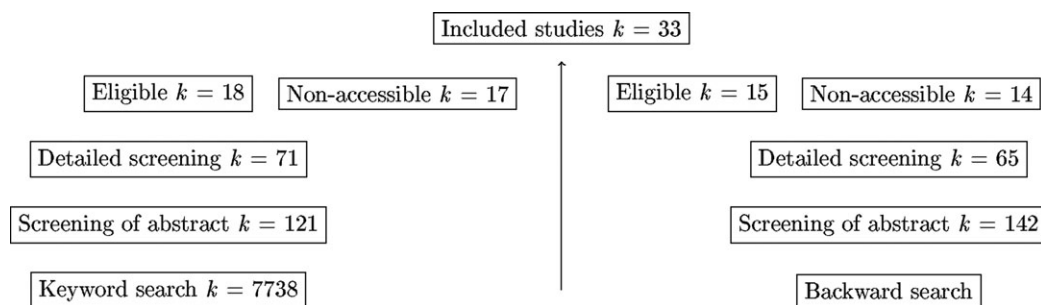 Included studies k = 33
Eligible k = 18 Non-accessible k = 17 Eligible k = 15 Non-accessible k = 14
Detailed screening k = 71 Detailed screening k = 65
Screening of abstract k = 121 Screening of abstract k = 142
Keyword search k = 7738 Backward search